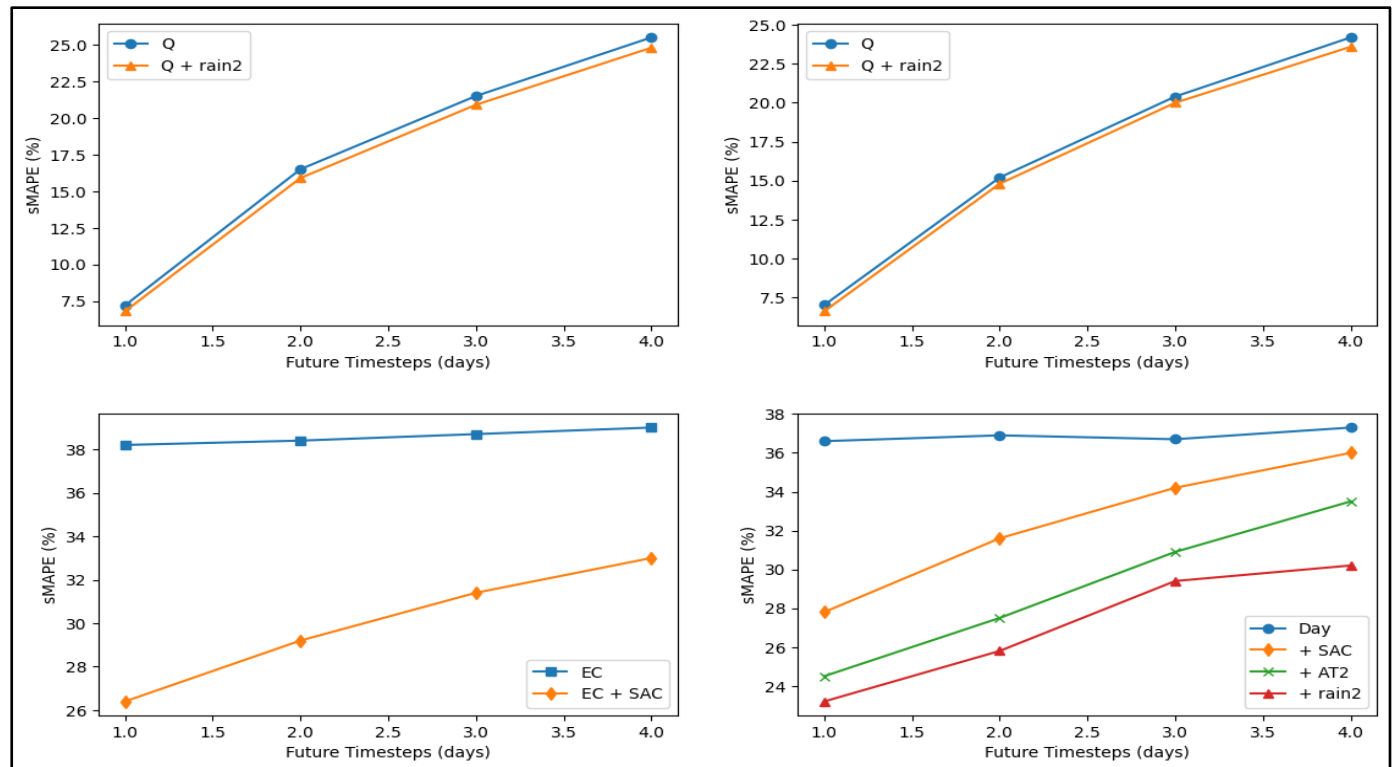 Q
Q + rain2
25.0
22.5
20.0
17.5
15.0
12.5
10.0
7.5
sMAPE (%)
1.0 1.5 2.0 2.5 3.0 3.5 4.0
Future Timesteps (days)
Q
Q + rain2
25.0
22.5
20.0
17.5
15.0
12.5
10.0
7.5
sMAPE (%)
1.0 1.5 2.0 2.5 3.0 3.5 4.0
Future Timesteps (days)
38
36
34
32
30
28
26
sMAPE (%)
EC
EC + SAC
1.0 1.5 2.0 2.5 3.0 3.5 4.0
Future Timesteps (days)
38
36
34
32
30
28
26
24
sMAPE (%)
Day
+ SAC
+ AT2
+ rain2
1.0 1.5 2.0 2.5 3.0 3.5 4.0
Future Timesteps (days)